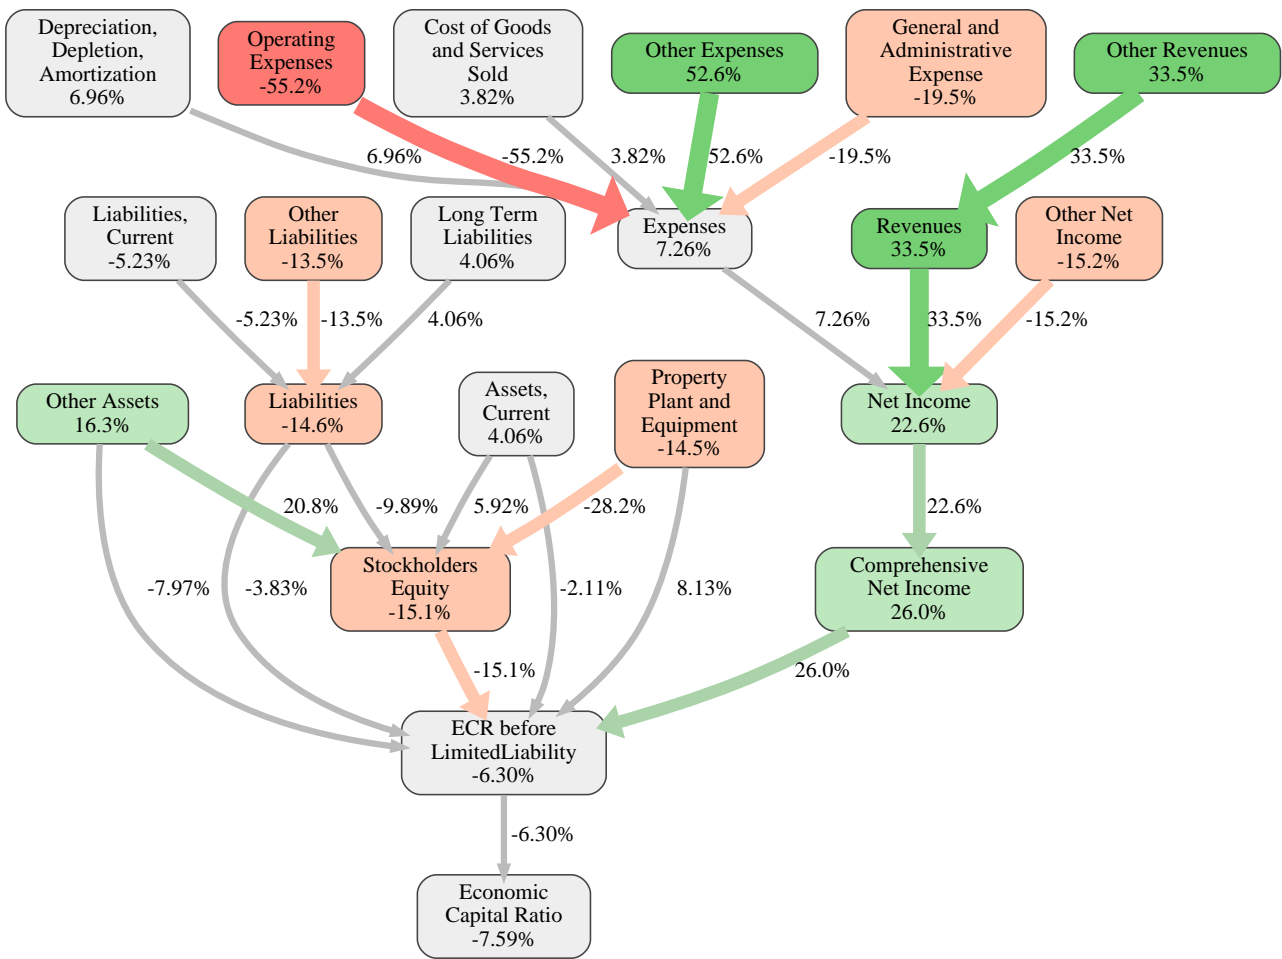 Depreciation,
Depletion,
Amortization
6.96%
Operating
Expenses
-55.2%
Cost of Goods
and Services
Sold
3.82%
Other Expenses
52.6%
General and
Administrative
Expense
-19.5%
Other Revenues
33.5%
6.96%
-55.2%
3.82%
52.6%
-19.5%
33.5%
Liabilities,
Current
-5.23%
Other
Liabilities
-13.5%
Long Term
Liabilities
4.06%
Expenses
7.26%
Revenues
33.5%
Other Net
Income
-15.2%
-5.23%
-13.5%
4.06%
7.26%
33.5%
-15.2%
Other Assets
16.3%
Liabilities
-14.6%
Assets,
Current
4.06%
Property
Plant and
Equipment
-14.5%
Net Income
22.6%
20.8%
-9.89%
5.92%
-28.2%
22.6%
-7.97%
-3.83%
Stockholders
Equity
-15.1%
-2.11%
8.13%
Comprehensive
Net Income
26.0%
-15.1%
26.0%
ECR before
LimitedLiability
-6.30%
-6.30%
Economic
Capital Ratio
-7.59%